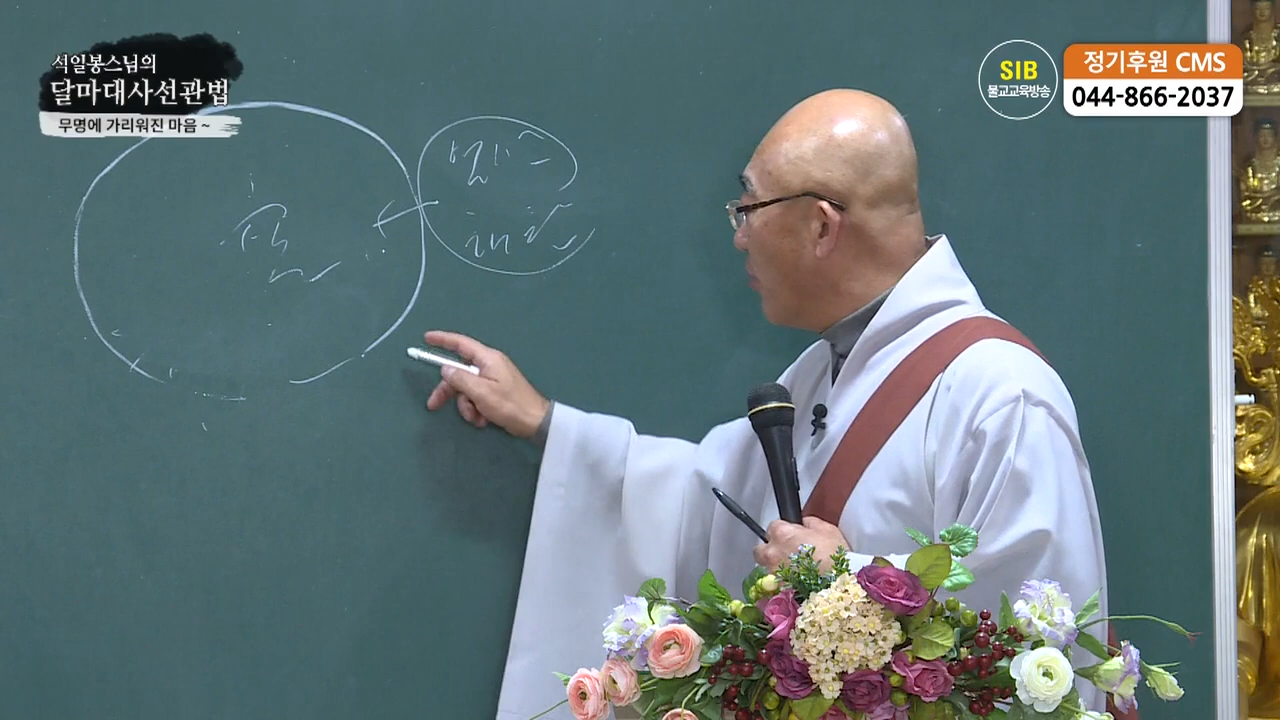 석일봉스님의
달마대사선관법
무명에 가리워진 마음 ~
SIB
불교교육방송
정기후원 CMS
044-866-2037